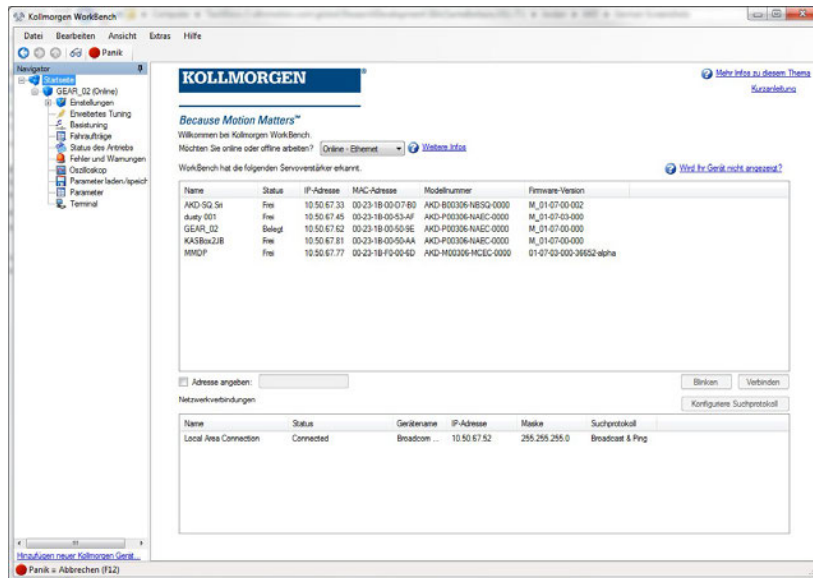 Kollmorgen WorkBench
Datei Bearbeiten Ansicht Extras Hilfe
Panik
Navigator
Startseite
GEAR_02 (Online)
Einstellungen
Erweitertes Tuning
Basistuning
Fahraufträge
Status des Antriebs
Fehler und Warnungen
Oszilloskop
Parameter laden/speich
Parameter
Terminal
Hinzufügen neuer Kollmorgen Gerät...
KOLLMORGEN®
Because Motion Matters™
Mehr Infos zu diesem Thema
Kurzanleitung
Willkommen bei Kollmorgen WorkBench.
Möchten Sie online oder offline arbeiten? Online - Ethernet Weitere Infos
WorkBench hat die folgenden Servoverstärker erkannt. Wird Ihr Gerät nicht angezeigt?
Name Status IP-Adresse MAC-Adresse Modellnummer Firmware-Version
AKD-SQ Sri Frei 10.50.67.33 00-23-1B-00-D7-B0 AKD-B00306-NBSQ-0000 M_01-07-00-002
dusty 001 Frei 10.50.67.45 00-23-1B-00-53-AF AKD-P00306-NAEC-0000 M_01-07-03-000
GEAR_02 Belegt 10.50.67.62 00-23-1B-00-50-9E AKD-P00306-NAEC-0000 M_01-07-00-000
KASBox2JB Frei 10.50.67.81 00-23-1B-00-50-AA AKD-P00306-NAEC-0000 M_01-07-00-000
MMDP Frei 10.50.67.77 00-23-1B-F0-00-6D AKD-M00306-MCEC-0000 01-07-03-000-36652-alpha
Adresse angeben: Blinken Verbinden
Netzwerkverbindungen Konfiguriere Suchprotokoll
Name Status Gerätename IP-Adresse Maske Suchprotokoll
Local Area Connection Connected Broadcom ... 10.50.67.52 255.255.255.0 Broadcast & Ping
Panik = Abbrechen (F12)